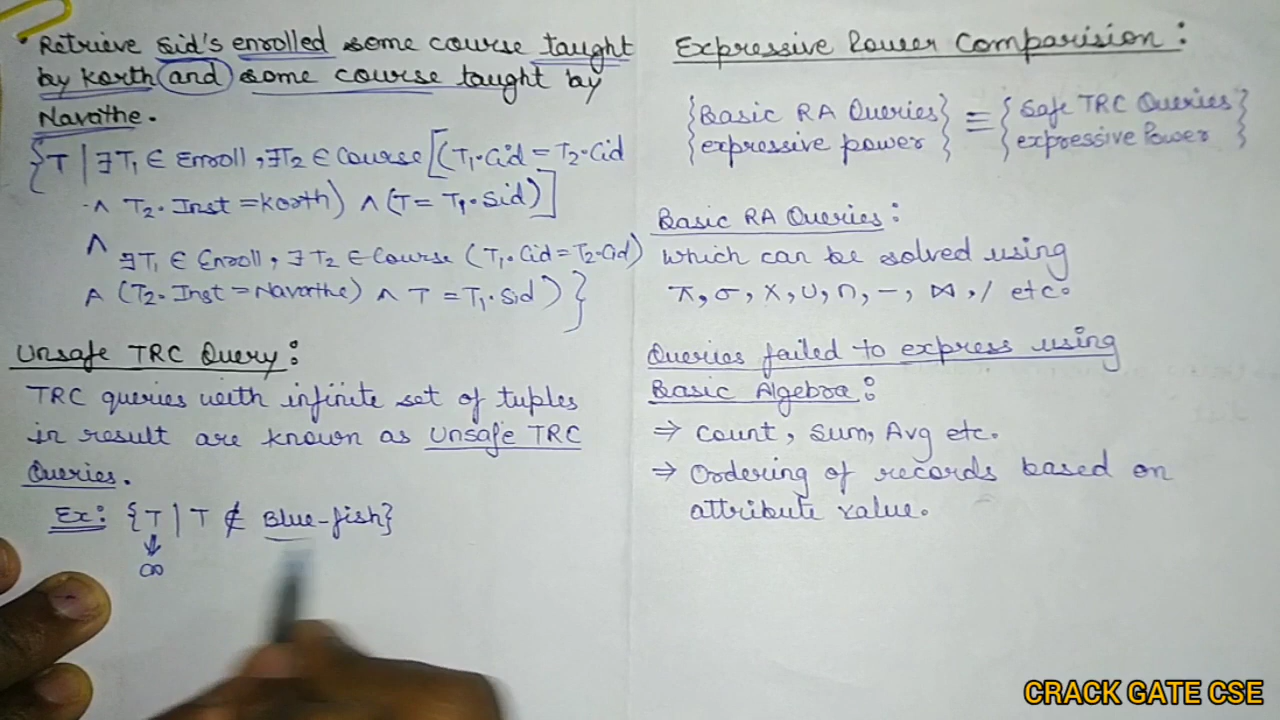 • Retrieve sid's enrolled some course taught
by Korth and some course taught by
Navathe.
{T | ∃T₁ ∈ Enroll, ∃T₂ ∈ Course [(T₁.Cid = T₂.Cid
∧ T₂.Inst = Korth) ∧ (T = T₁.Sid)]
∧
∃T₁ ∈ Enroll, ∃T₂ ∈ Course (T₁.Cid = T₂.Cid)
∧ (T₂.Inst = Navathe) ∧ T = T₁.Sid)}
Unsafe TRC Query:
TRC queries with infinite set of tuples
in result are known as Unsafe TRC
Queries.
Ex: {T | T ∉ Blue-fish}
↓
∞
Expressive Power Comparision:
{Basic RA Queries expressive power} ≡ {Safe TRC Queries expressive Power}
Basic RA Queries:
which can be solved using
π, σ, X, ∪, ∩, −, ⋈, / etc.
Queries failed to express using
Basic Algebra:
⇒ Count, Sum, Avg etc.
⇒ Ordering of records based on
attribute value.
CRACK GATE CSE